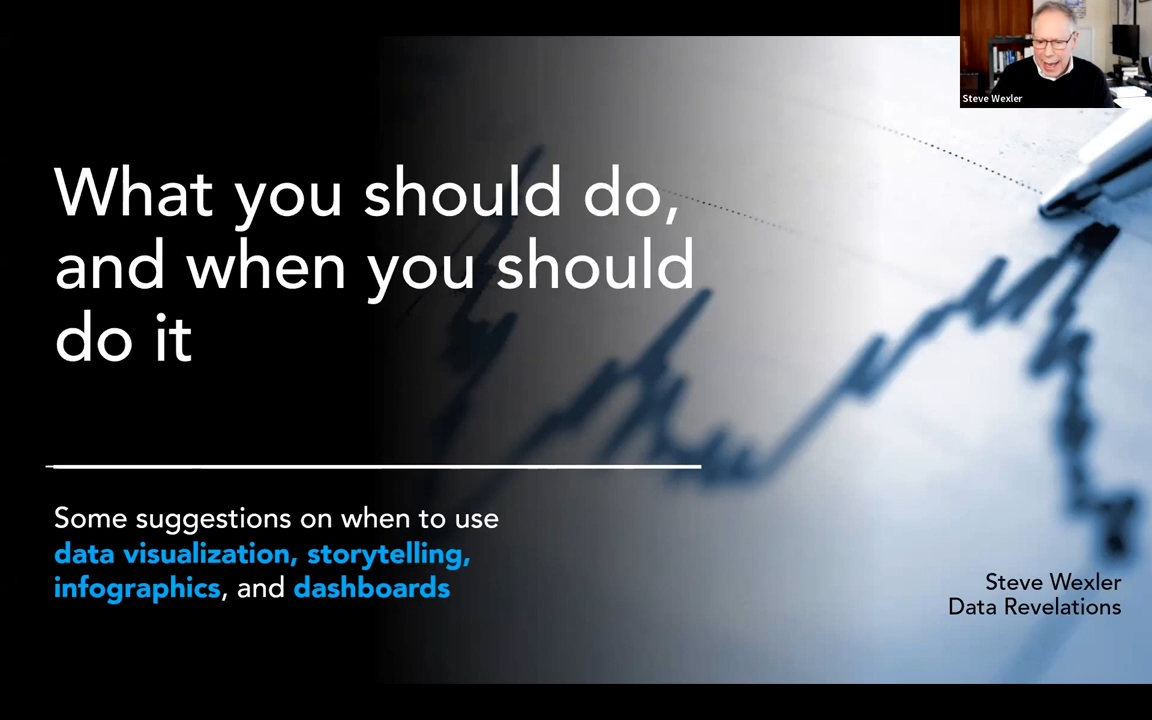 Steve Wexler
What you should do,
and when you should
do it
Some suggestions on when to use
data visualization, storytelling,
infographics, and dashboards
Steve Wexler
Data Revelations